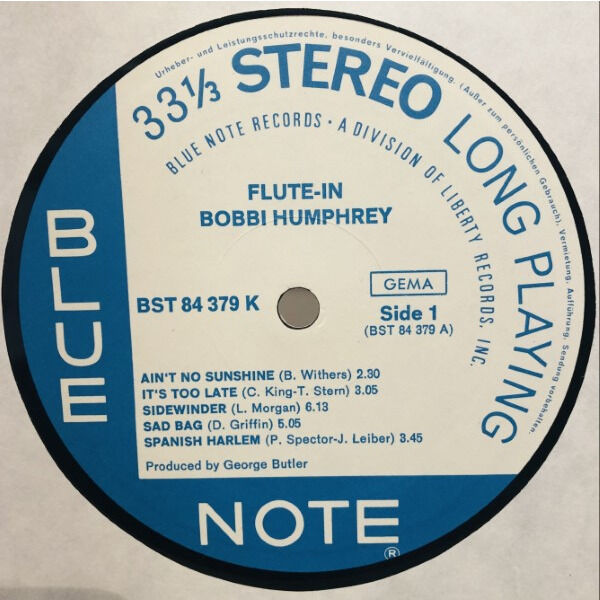 Urheber- und Leistungsschutzrechte, besonders Vervielfältigung, (Außer zum persönlichen Gebrauch), Vermietung, Aufführung, Sendung vorbehalten.
33⅓ STEREO LONG PLAYING
BLUE NOTE RECORDS · A DIVISION OF LIBERTY RECORDS, INC.
FLUTE-IN
BOBBI HUMPHREY
BST 84 379 K
GEMA
Side 1
(BST 84 379 A)
AIN'T NO SUNSHINE (B. Withers) 2.30
IT'S TOO LATE (C. King-T. Stern) 3.05
SIDEWINDER (L. Morgan) 6.13
SAD BAG (D. Griffin) 5.05
SPANISH HARLEM (P. Spector-J. Leiber) 3.45
Produced by George Butler
BLUE
NOTE ®